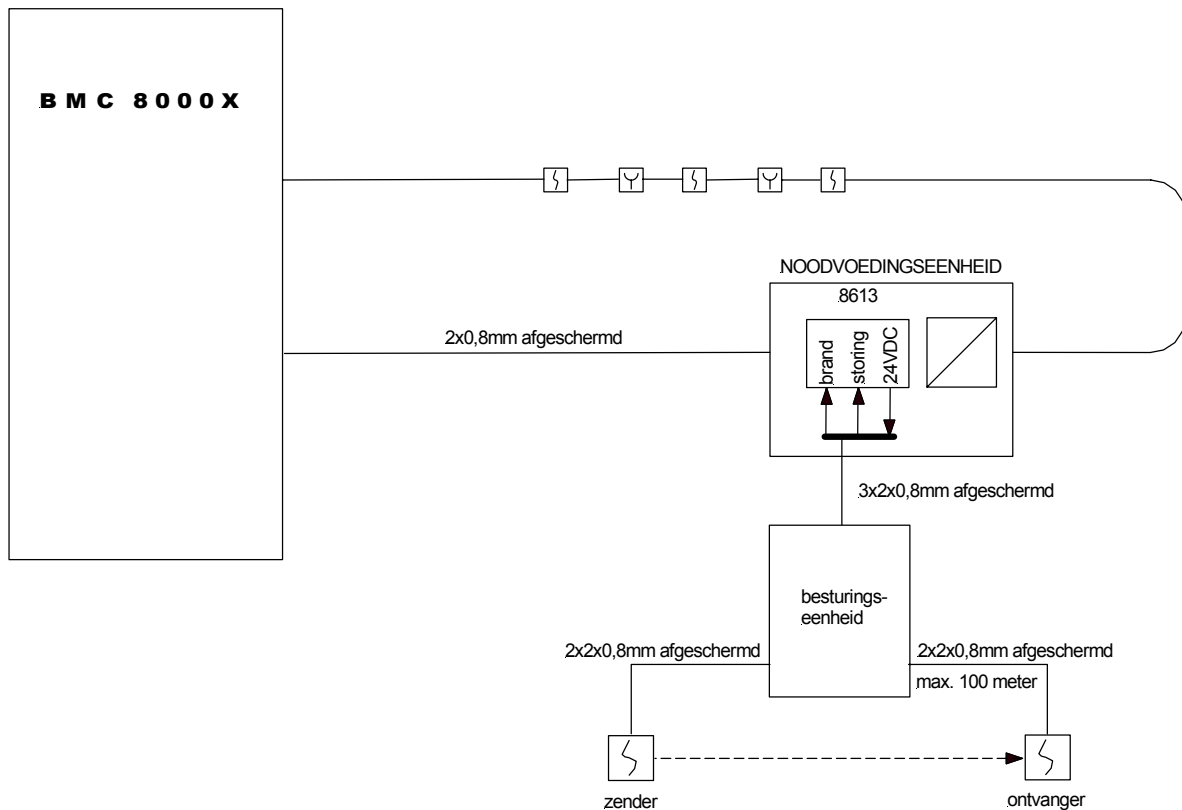 BMC 8000X
NOODVOEDINGSEENHEID
8613
2x0,8mm afgeschermd
brand
storing
24VDC
3x2x0,8mm afgeschermd
besturings-
eenheid
2x2x0,8mm afgeschermd
2x2x0,8mm afgeschermd
max. 100 meter
zender
ontvanger